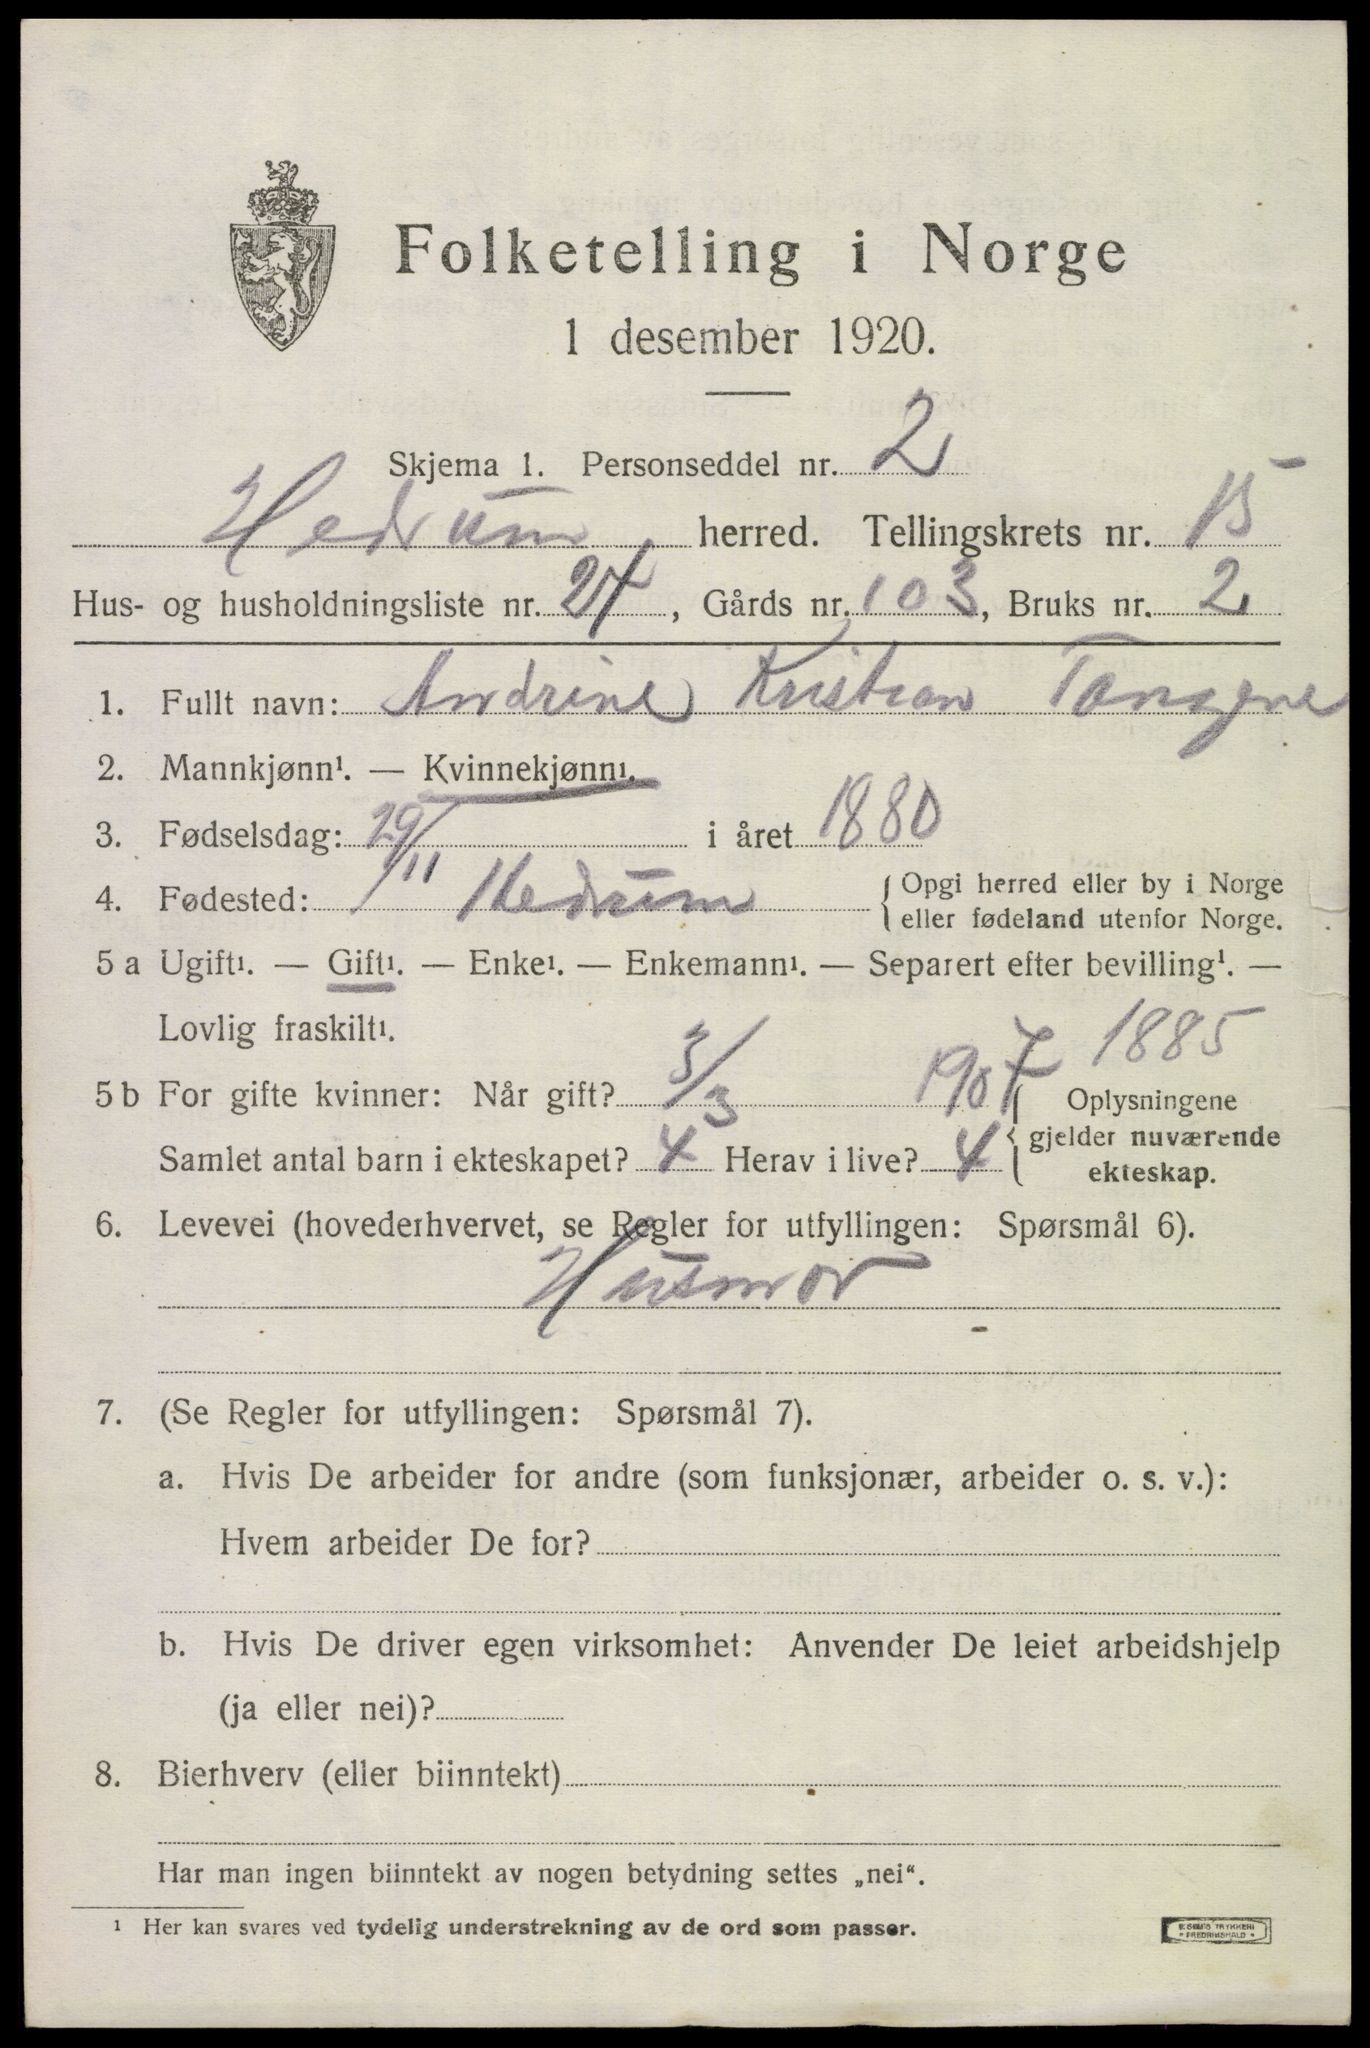 Folketelling i Norge
1 desember 1920.
Skjema 1. Personseddel nr. 2
Hedrum herred. Tellingskrets nr. 15
Hus- og husholdningsliste nr. 27, Gårds nr. 103, Bruks nr. 2
1. Fullt navn: Andrine Kristian Tangene
2. Mannkjønn¹. — Kvinnekjønn¹.
3. Fødselsdag: 29/11 i året 1880
4. Fødested: Hedrum { Opgi herred eller by i Norge
eller fødeland utenfor Norge.
5 a Ugift¹. — Gift¹. — Enke¹. — Enkemann¹. — Separert efter bevilling¹. —
Lovlig fraskilt¹.
1885
5 b For gifte kvinner: Når gift? 3/3 1907 { Oplysningene
Samlet antal barn i ekteskapet? 4 Herav i live? 4 gjelder nuværende
ekteskap.
6. Levevei (hovederhvervet, se Regler for utfyllingen: Spørsmål 6).
Husmor
7. (Se Regler for utfyllingen: Spørsmål 7).
a. Hvis De arbeider for andre (som funksjonær, arbeider o. s. v.):
Hvem arbeider De for?
b. Hvis De driver egen virksomhet: Anvender De leiet arbeidshjelp
(ja eller nei)?
8. Bierhverv (eller biinntekt)
Har man ingen biinntekt av nogen betydning settes „nei“.
¹ Her kan svares ved tydelig understrekning av de ord som passer.
E. SEM'S TRYKKERI
FREDRIKSHALD